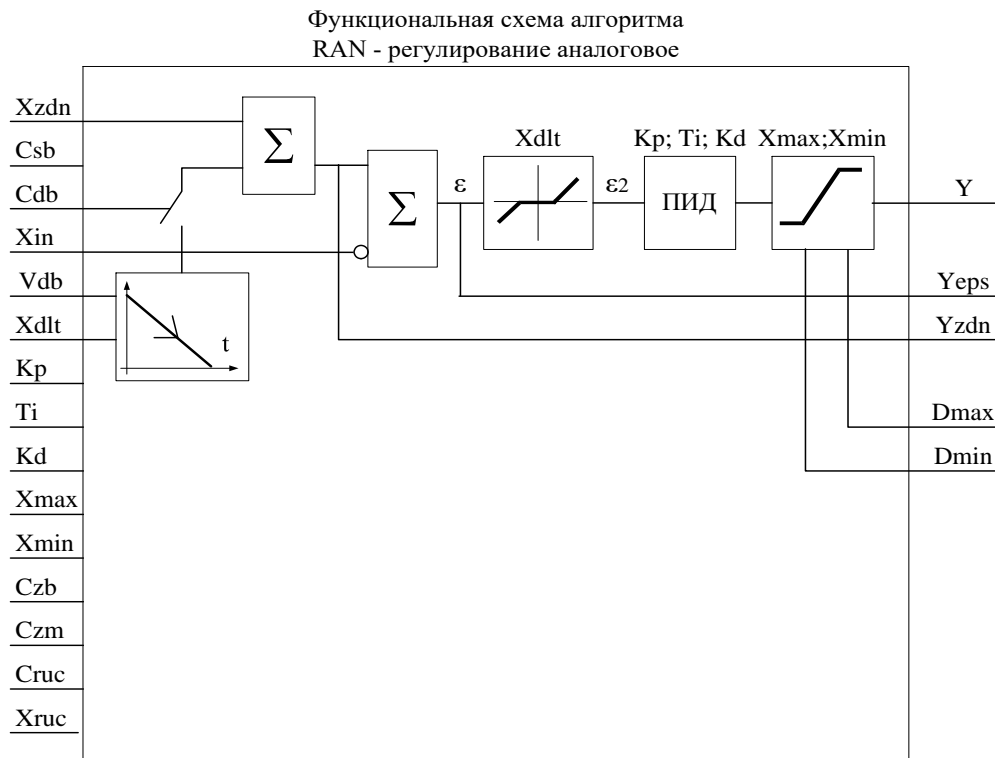 Функциональная схема алгоритма
RAN - регулирование аналоговое
Xzdn
Csb
Cdb
Xin
Vdb
Xdlt
Kp
Ti
Kd
Xmax
Xmin
Czb
Czm
Cruc
Xruc
t
Σ
Σ
ε
Xdlt
ε2
Kp; Ti; Kd
ПИД
Xmax;Xmin
Y
Yeps
Yzdn
Dmax
Dmin